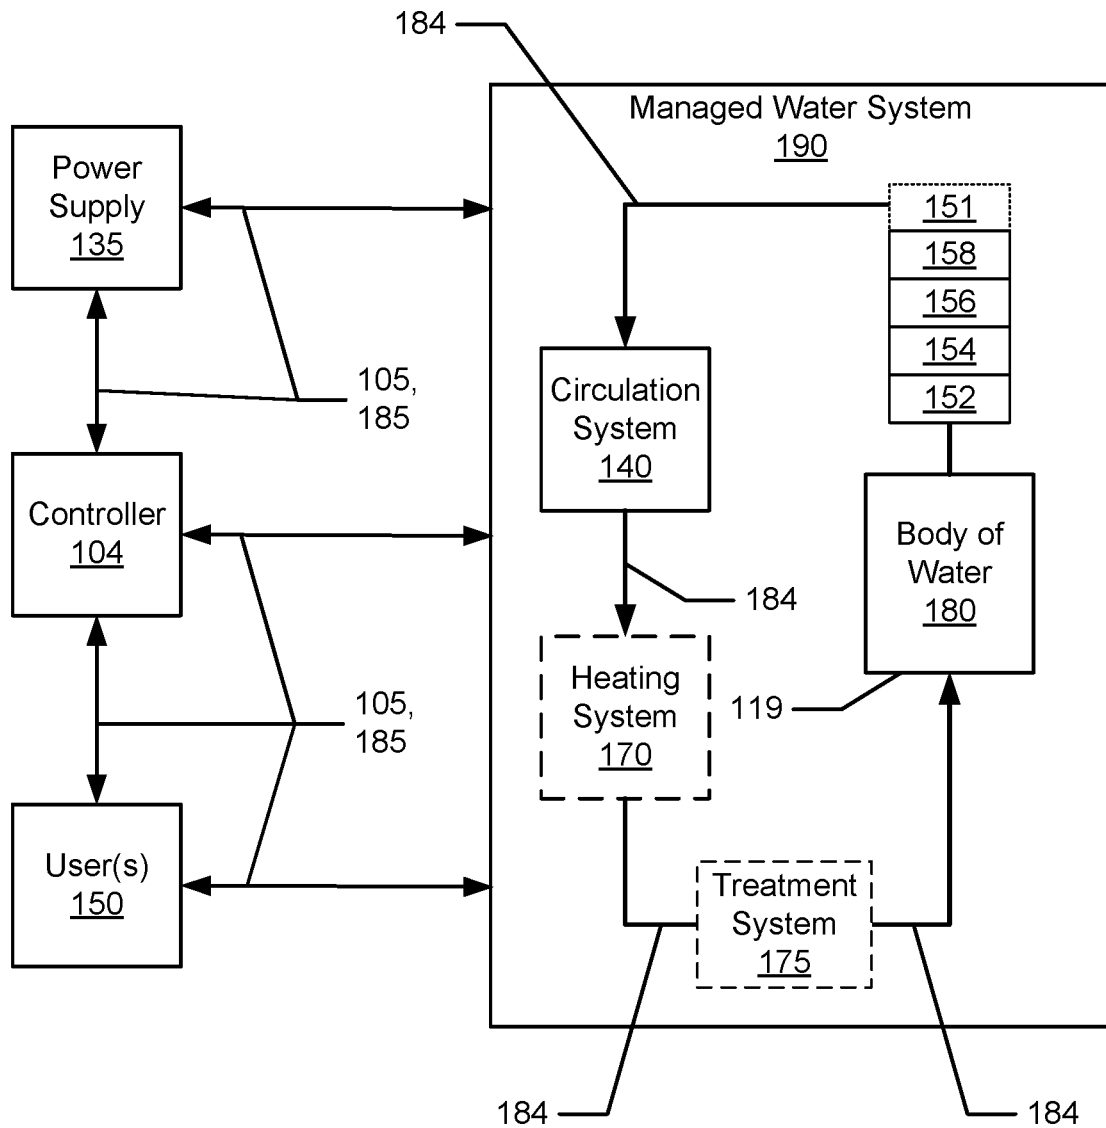 184
Managed Water System
190
Power
Supply
135
151
158
156
154
152
105,
185
Circulation
System
140
Controller
104
Body of
Water
180
184
Heating
System
170
119
105,
185
User(s)
150
Treatment
System
175
184
184